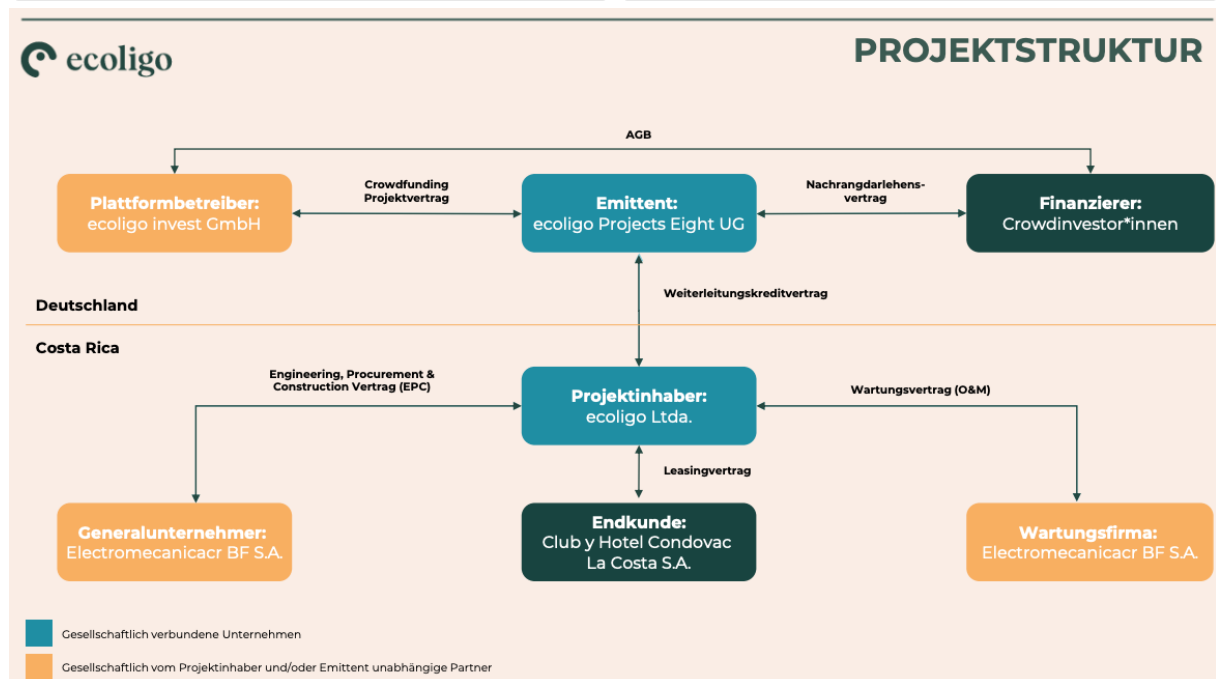 ecoligo
PROJEKTSTRUKTUR
AGB
Plattformbetreiber:
ecoligo invest GmbH
Crowdfunding
Projektvertrag
Emittent:
ecoligo Projects Eight UG
Nachrangdarlehens-
vertrag
Finanzierer:
Crowdinvestor*innen
Weiterleitungskreditvertrag
Deutschland
Costa Rica
Engineering, Procurement &
Construction Vertrag (EPC)
Projektinhaber:
ecoligo Ltda.
Wartungsvertrag (O&M)
Leasingvertrag
Generalunternehmer:
Electromecanicacr BF S.A.
Endkunde:
Club y Hotel Condovac
La Costa S.A.
Wartungsfirma:
Electromecanicacr BF S.A.
Gesellschaftlich verbundene Unternehmen
Gesellschaftlich vom Projektinhaber und/oder Emittent unabhängige Partner